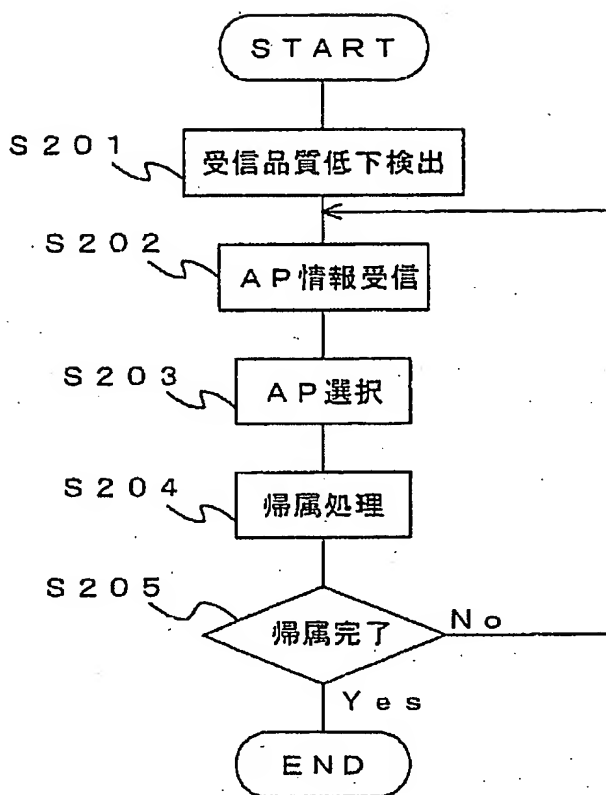 START
S201
受信品質低下検出
S202
AP情報受信
S203
AP選択
S204
帰属処理
S205
帰属完了
No
Yes
END